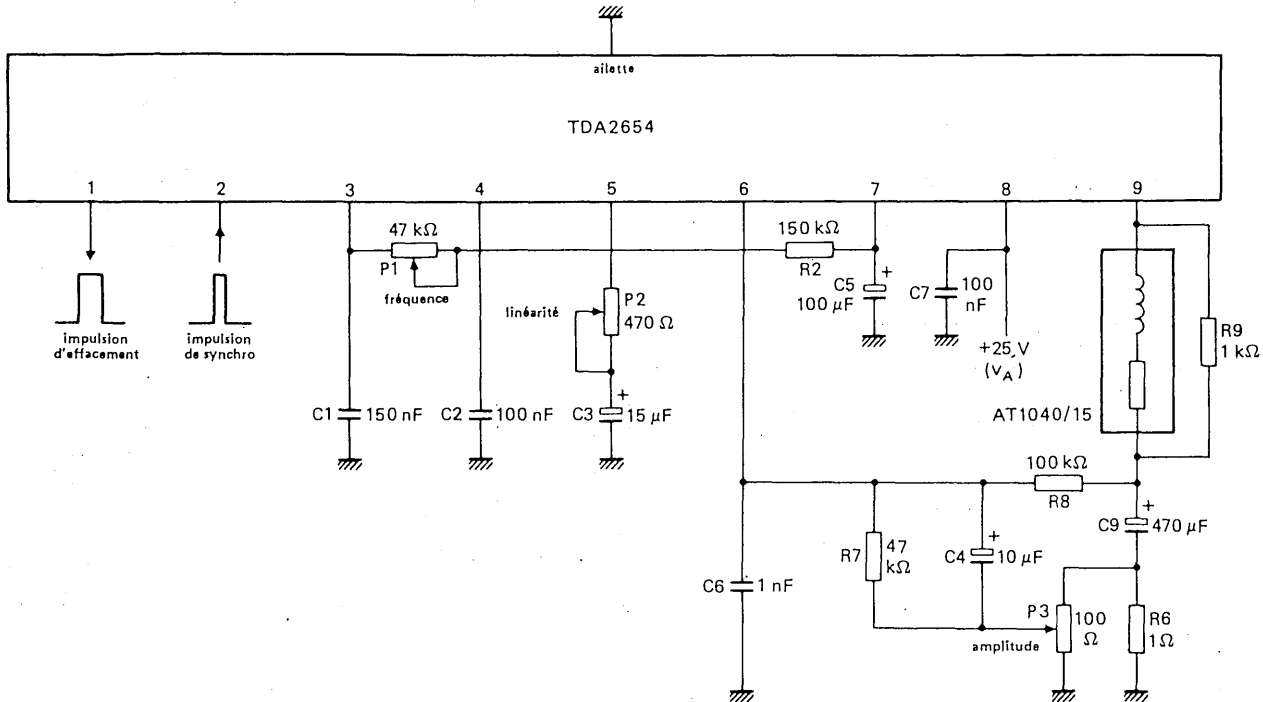 ailette
TDA2654
1 2 3 4 5 6 7 8 9
47 kΩ
P1
fréquence
150 kΩ
R2
impulsion
d'effacement
impulsion
de synchro
linéarité
P2
470 Ω
C5
100 µF
+
C7
100
nF
+25 V
(VA)
R9
1 kΩ
AT1040/15
C1 150 nF
C2 100 nF
C3 15 µF
+
100 kΩ
R8
C9 470 µF
+
R7
47
kΩ
C4 10 µF
+
C6 1 nF
P3
100
Ω
amplitude
R6
1Ω